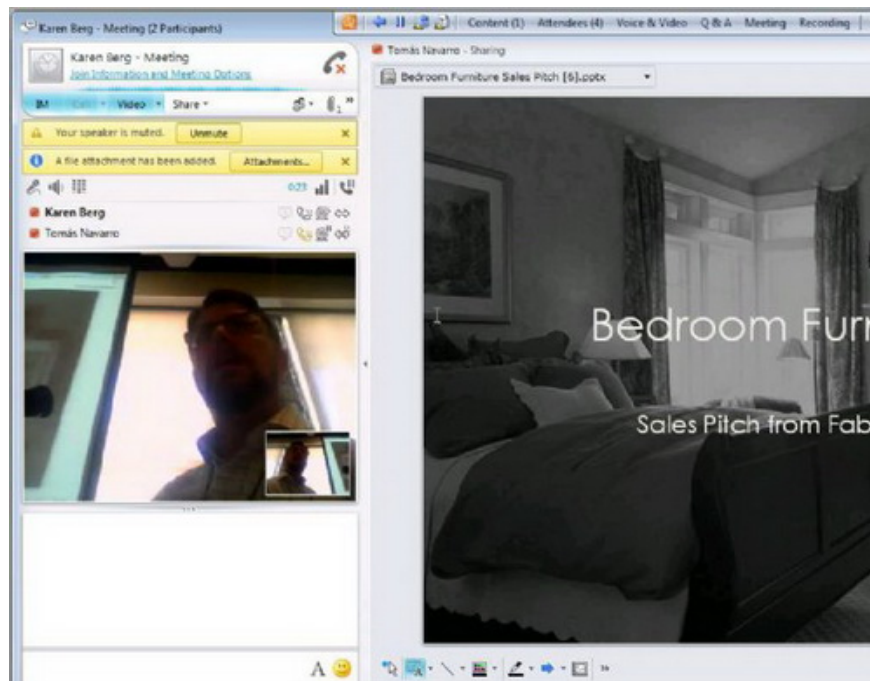 Karen Berg - Meeting (2 Participants)
Content (1) Attendees (4) Voice & Video Q & A Meeting Recording
Karen Berg - Meeting
Join Information and Meeting Options
IM Call Video Share
1
Your speaker is muted. Unmute
A file attachment has been added. Attachments...
0:23
Karen Berg
Tomás Navarro
Tomás Navarro - Sharing
Bedroom Furniture Sales Pitch [6].pptx
Bedroom Furn
Sales Pitch from Fab
A